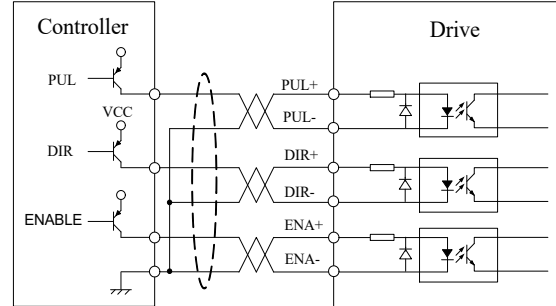 Controller
Drive
PUL
PUL+
VCC
PUL-
DIR
DIR+
DIR-
ENABLE
ENA+
ENA-